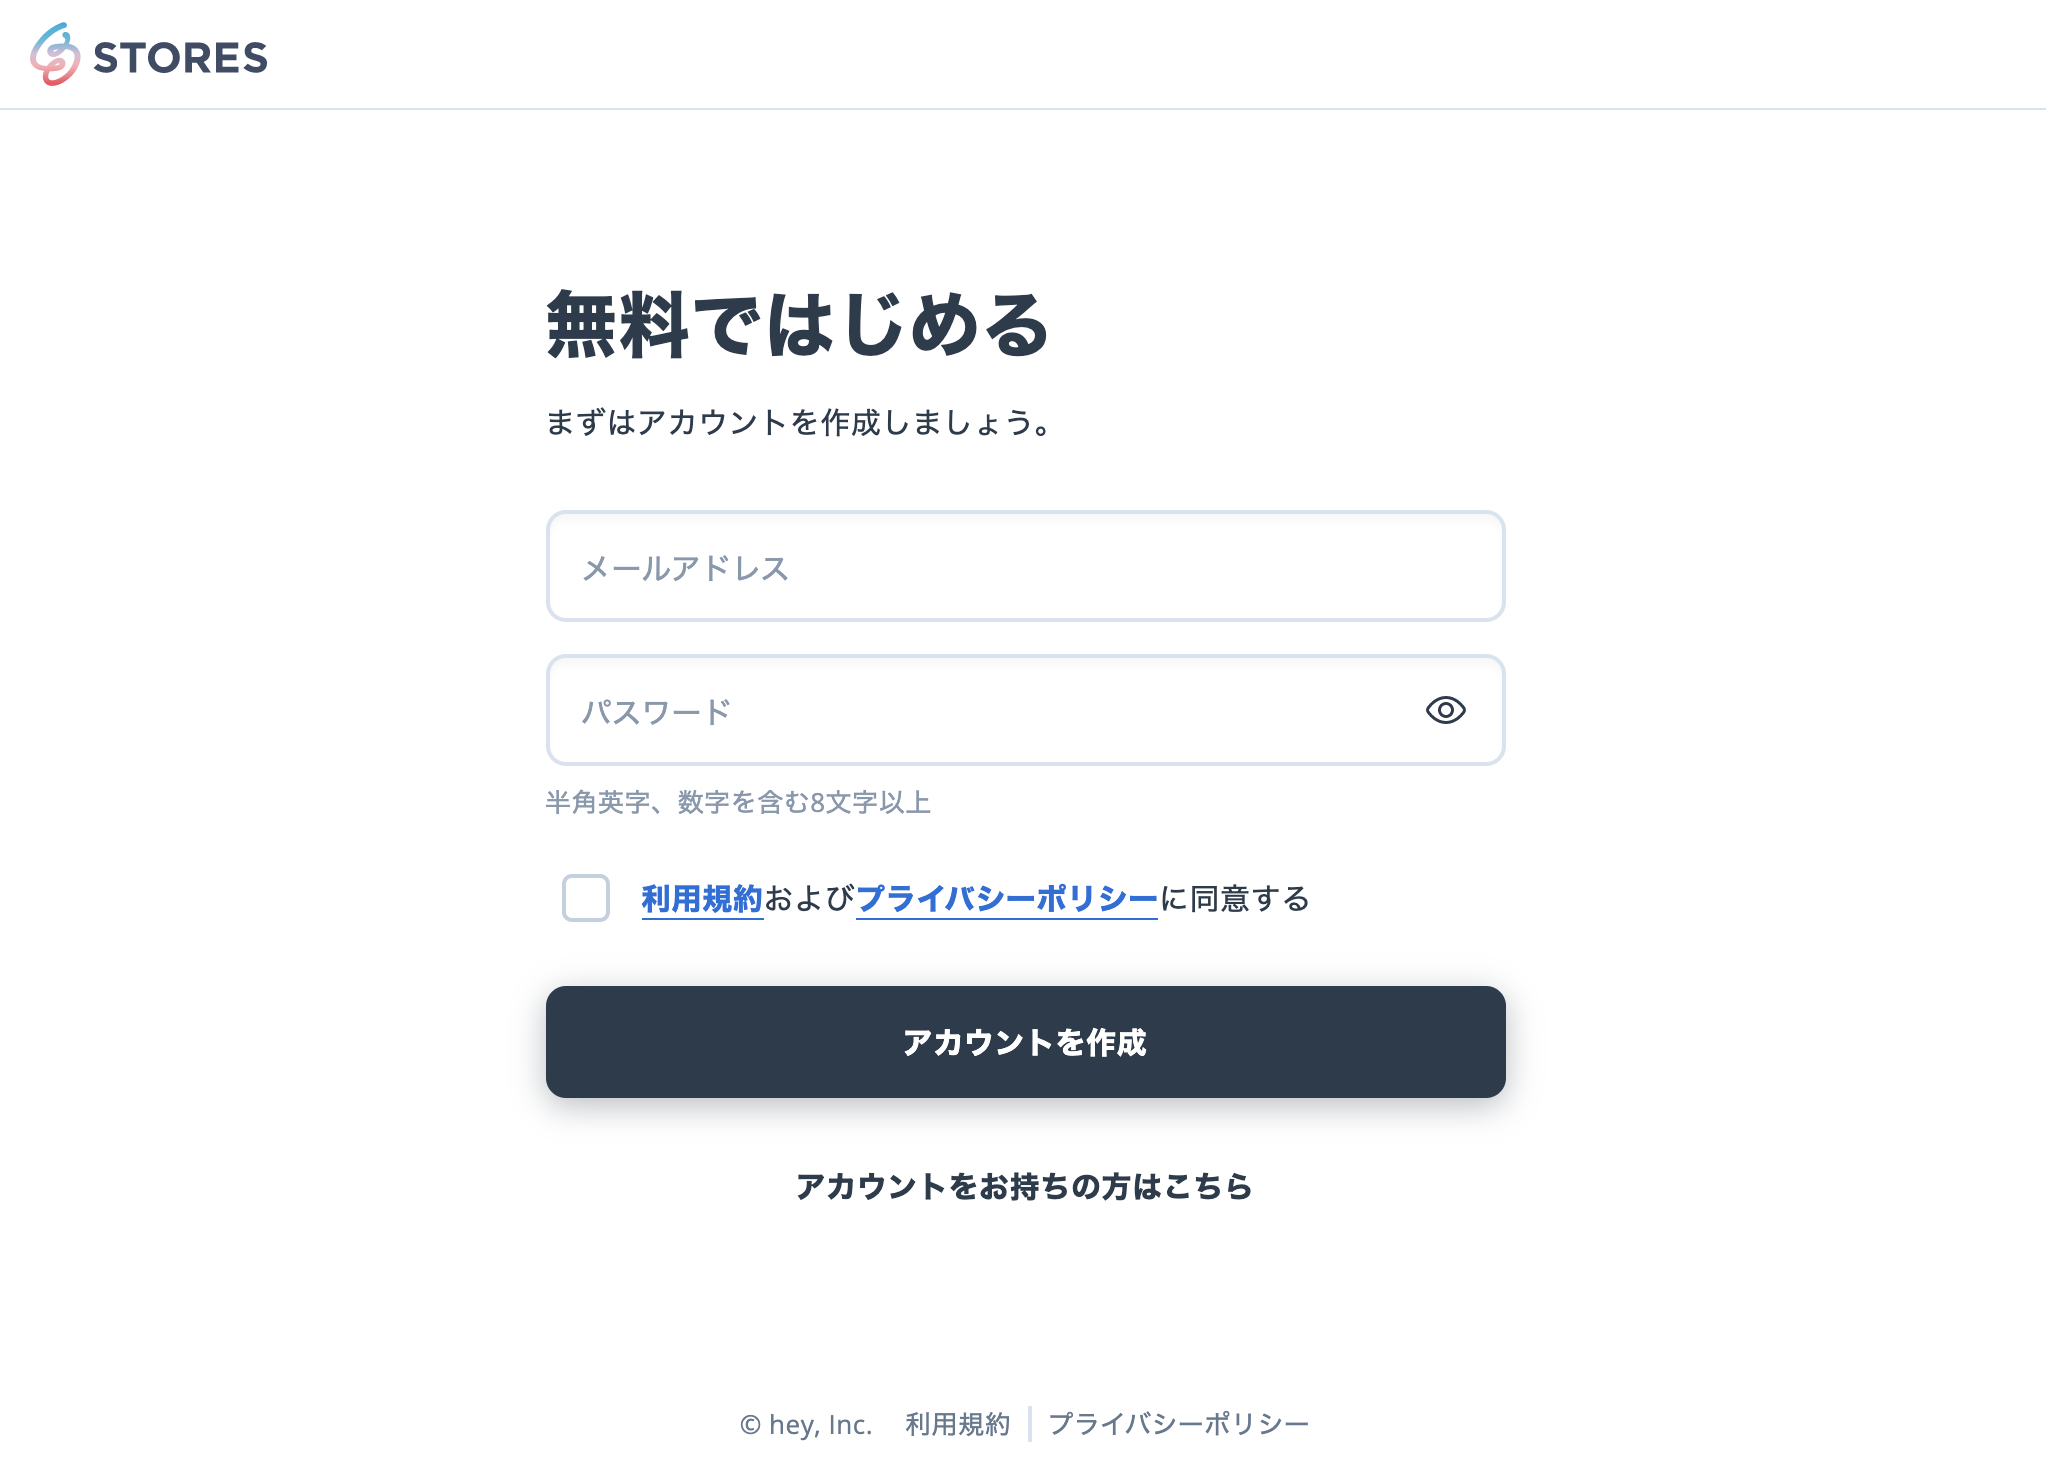 STORES
無料ではじめる
まずはアカウントを作成しましょう。
メールアドレス
パスワード
半角英字、数字を含む8文字以上
利用規約およびプライバシーポリシーに同意する
アカウントを作成
アカウントをお持ちの方はこちら
© hey, Inc. 利用規約 プライバシーポリシー